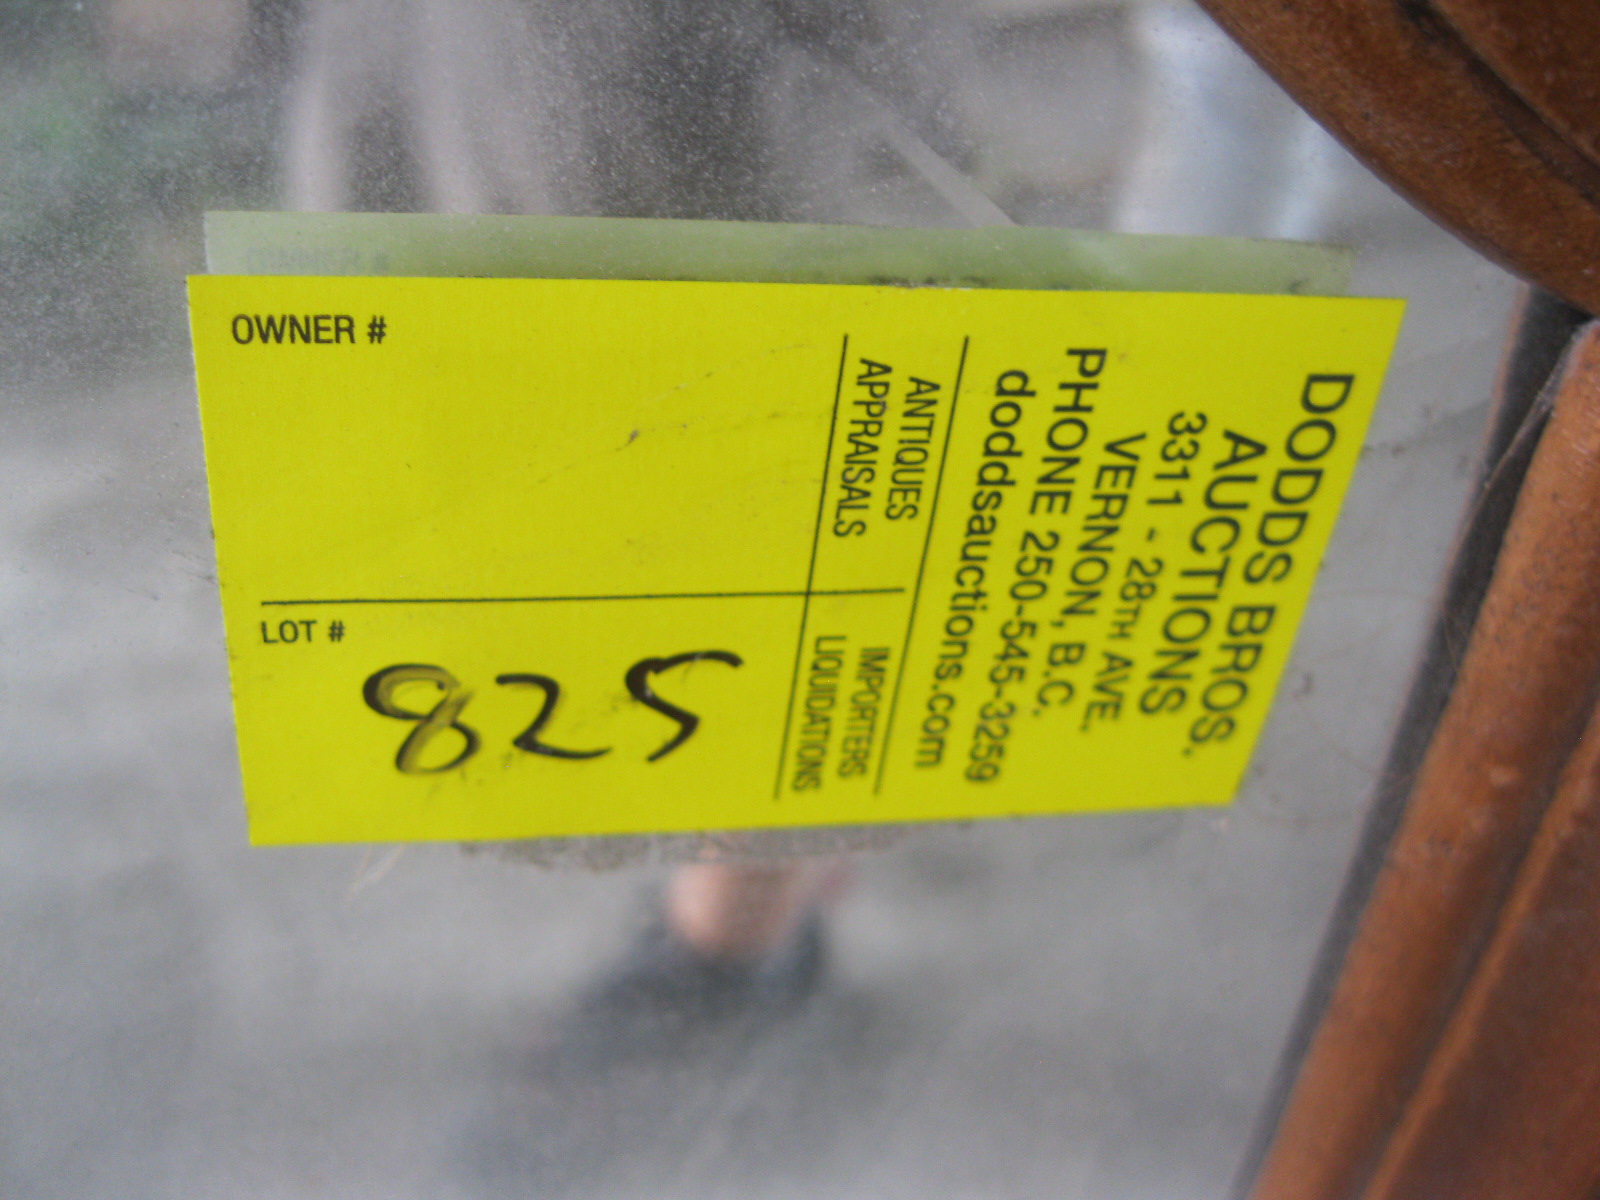 DODDS BROS.
AUCTIONS
3311 - 28TH AVE.
VERNON, B.C.
PHONE 250-545-3259
doddsauctions.com
ANTIQUES
APPRAISALS
IMPORTERS
LIQUIDATIONS
OWNER #
LOT #
825